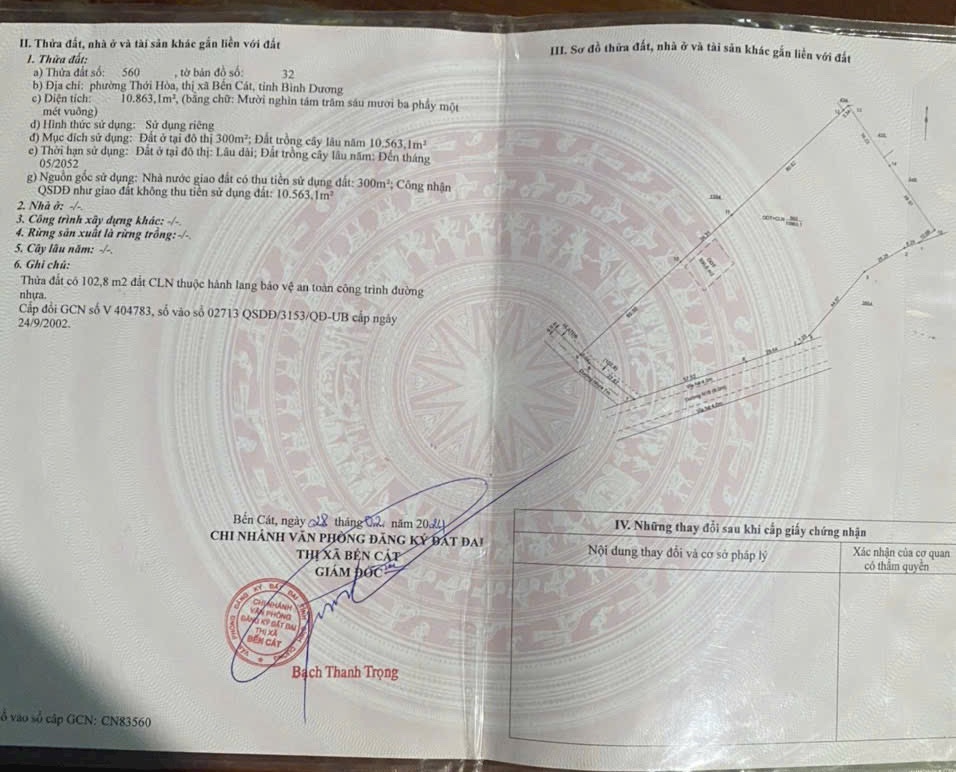 II. Thửa đất, nhà ở và tài sản khác gắn liền với đất
1. Thửa đất:
a) Thửa đất số: 560 , tờ bản đồ số: 32
b) Địa chỉ: phường Thới Hòa, thị xã Bến Cát, tỉnh Bình Dương
c) Diện tích: 10.863,1m², (bằng chữ: Mười nghìn tám trăm sáu mươi ba phẩy một
mét vuông)
d) Hình thức sử dụng: Sử dụng riêng
đ) Mục đích sử dụng: Đất ở tại đô thị 300m²; Đất trồng cây lâu năm 10.563,1m²
e) Thời hạn sử dụng: Đất ở tại đô thị: Lâu dài; Đất trồng cây lâu năm: Đến tháng
05/2052
g) Nguồn gốc sử dụng: Nhà nước giao đất có thu tiền sử dụng đất: 300m²; Công nhận
QSDĐ như giao đất không thu tiền sử dụng đất: 10.563,1m²
2. Nhà ở: -/-.
3. Công trình xây dựng khác: -/-.
4. Rừng sản xuất là rừng trồng: -/-.
5. Cây lâu năm: -/-.
6. Ghi chú:
Thửa đất có 102,8 m2 đất CLN thuộc hành lang bảo vệ an toàn công trình đường
nhựa.
Cấp đổi GCN số V 404783, số vào sổ 02713 QSDĐ/3153/QĐ-UB cấp ngày
24/9/2002.
Bến Cát, ngày 28 tháng 02 năm 2024
CHI NHÁNH VĂN PHÒNG ĐĂNG KÝ ĐẤT ĐAI
THỊ XÃ BẾN CÁT
GIÁM ĐỐC
CHI NHÁNH
VĂN PHÒNG
ĐĂNG KÝ ĐẤT ĐAI
THỊ XÃ
BẾN CÁT
Bạch Thanh Trọng
ố vào sổ cấp GCN: CN83560
III. Sơ đồ thửa đất, nhà ở và tài sản khác gắn liền với đất
IV. Những thay đổi sau khi cấp giấy chứng nhận
Nội dung thay đổi và cơ sở pháp lý
Xác nhận của cơ quan
có thẩm quyền